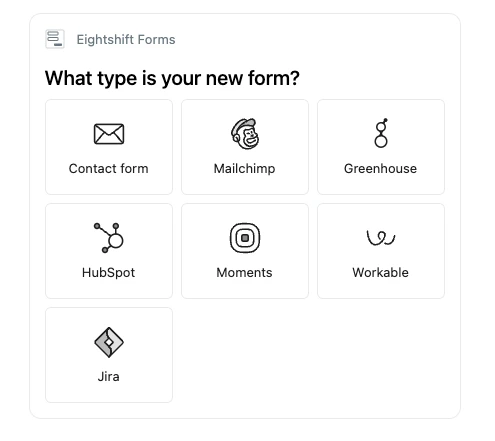 Eightshift Forms
What type is your new form?
Contact form
Mailchimp
Greenhouse
HubSpot
Moments
Workable
Jira